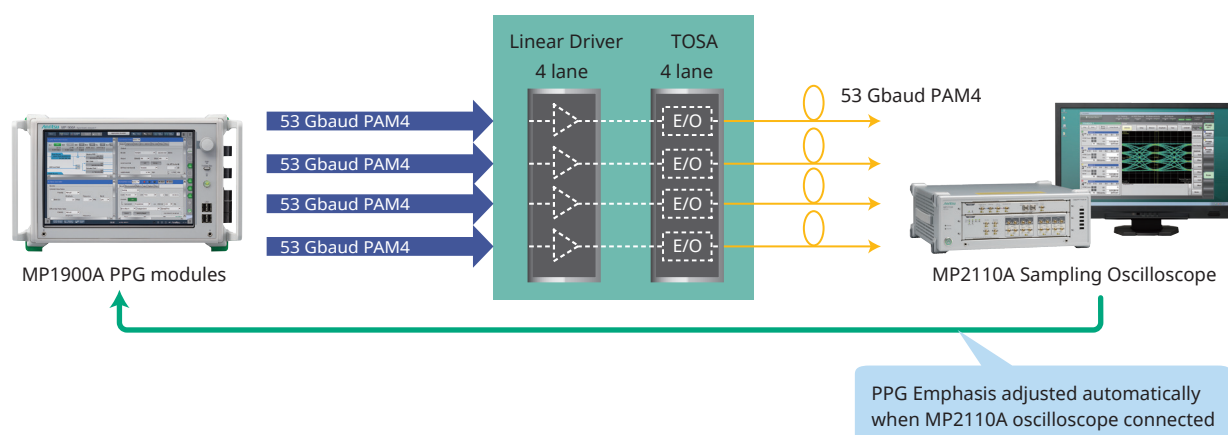 Linear Driver
TOSA
4 lane
4 lane
53 Gbaud PAM4
53 Gbaud PAM4
E/O
53 Gbaud PAM4
E/O
53 Gbaud PAM4
E/O
53 Gbaud PAM4
E/O
MP1900A PPG modules
MP2110A Sampling Oscilloscope
PPG Emphasis adjusted automatically
when MP2110A oscilloscope connected